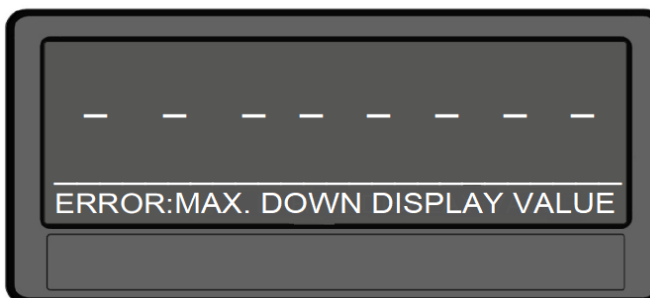 – – – – – – – –
ERROR:MAX. DOWN DISPLAY VALUE